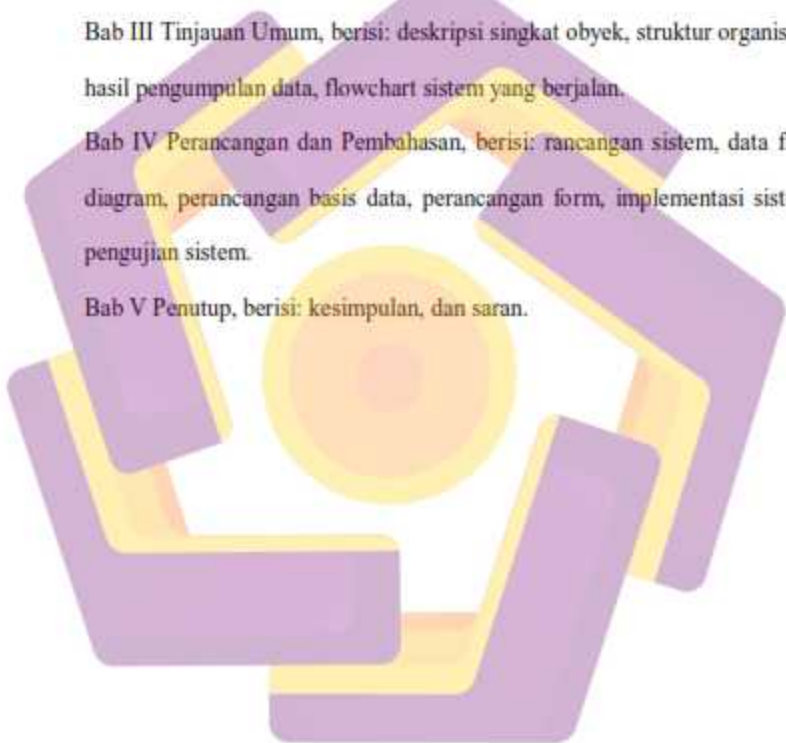 Bab III Tinjauan Umum, berisi: deskripsi singkat obyek, struktur organis
hasil pengumpulan data, flowchart sistem yang berjalan.
Bab IV Perancangan dan Pembahasan, berisi: rancangan sistem, data f
diagram, perancangan basis data, perancangan form, implementasi sist
pengujian sistem.
Bab V Penutup, berisi: kesimpulan, dan saran.